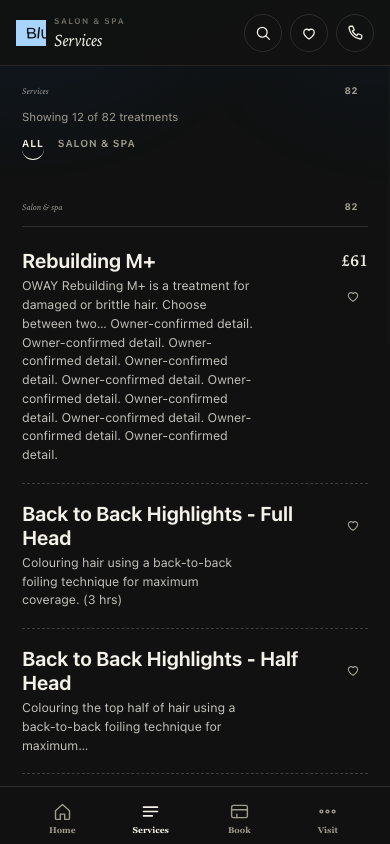 SALON & SPA
Services
Services
82
Showing 12 of 82 treatments
ALL
SALON & SPA
Salon & spa
82
Rebuilding M+
£61
OWAY Rebuilding M+ is a treatment for
damaged or brittle hair. Choose
between two... Owner-confirmed detail.
Owner-confirmed detail. Owner-
confirmed detail. Owner-confirmed
detail. Owner-confirmed detail. Owner-
confirmed detail. Owner-confirmed
detail. Owner-confirmed detail. Owner-
confirmed detail. Owner-confirmed
detail.
Back to Back Highlights - Full
Head
Colouring hair using a back-to-back
foiling technique for maximum
coverage. (3 hrs)
Back to Back Highlights - Half
Head
Colouring the top half of hair using a
back-to-back foiling technique for
maximum...
Home
Services
Book
Visit